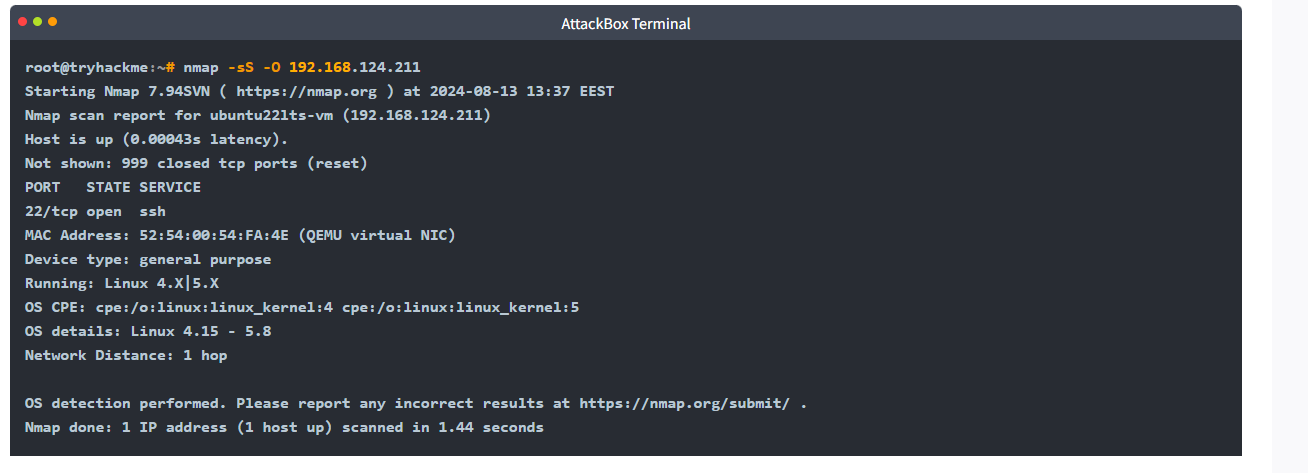 AttackBox Terminal
root@tryhackme:~# nmap -sS -O 192.168.124.211
Starting Nmap 7.94SVN ( https://nmap.org ) at 2024-08-13 13:37 EEST
Nmap scan report for ubuntu22lts-vm (192.168.124.211)
Host is up (0.00043s latency).
Not shown: 999 closed tcp ports (reset)
PORT   STATE SERVICE
22/tcp open  ssh
MAC Address: 52:54:00:54:FA:4E (QEMU virtual NIC)
Device type: general purpose
Running: Linux 4.X|5.X
OS CPE: cpe:/o:linux:linux_kernel:4 cpe:/o:linux:linux_kernel:5
OS details: Linux 4.15 - 5.8
Network Distance: 1 hop
OS detection performed. Please report any incorrect results at https://nmap.org/submit/ .
Nmap done: 1 IP address (1 host up) scanned in 1.44 seconds